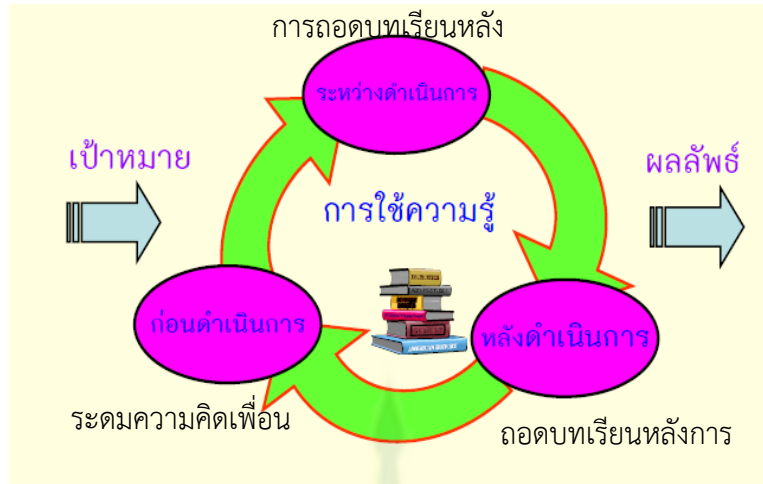 การถอดบทเรียนหลัง
ระหว่างดำเนินการ
เป้าหมาย
ผลลัพธ์
การใช้ความรู้
ก่อนดำเนินการ
หลังดำเนินการ
ระดมความคิดเพื่อน
ถอดบทเรียนหลังการ